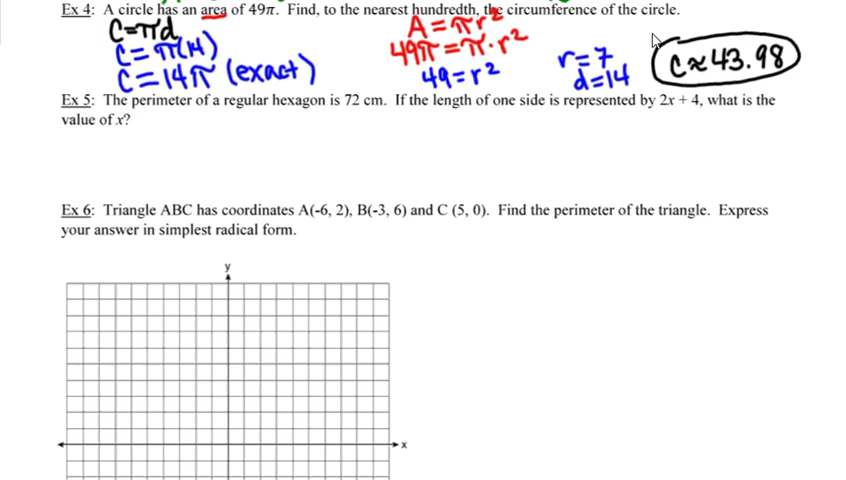 Ex 4: A circle has an area of 49π. Find, to the nearest hundredth, the circumference of the circle.
C=πd
C=π(14)
C=14π (exact)
A=πr²
49π=π·r²
49=r²
r=7
d=14
C≈43.98
Ex 5: The perimeter of a regular hexagon is 72 cm. If the length of one side is represented by 2x + 4, what is the
value of x?
Ex 6: Triangle ABC has coordinates A(-6, 2), B(-3, 6) and C (5, 0). Find the perimeter of the triangle. Express
your answer in simplest radical form.
y
x